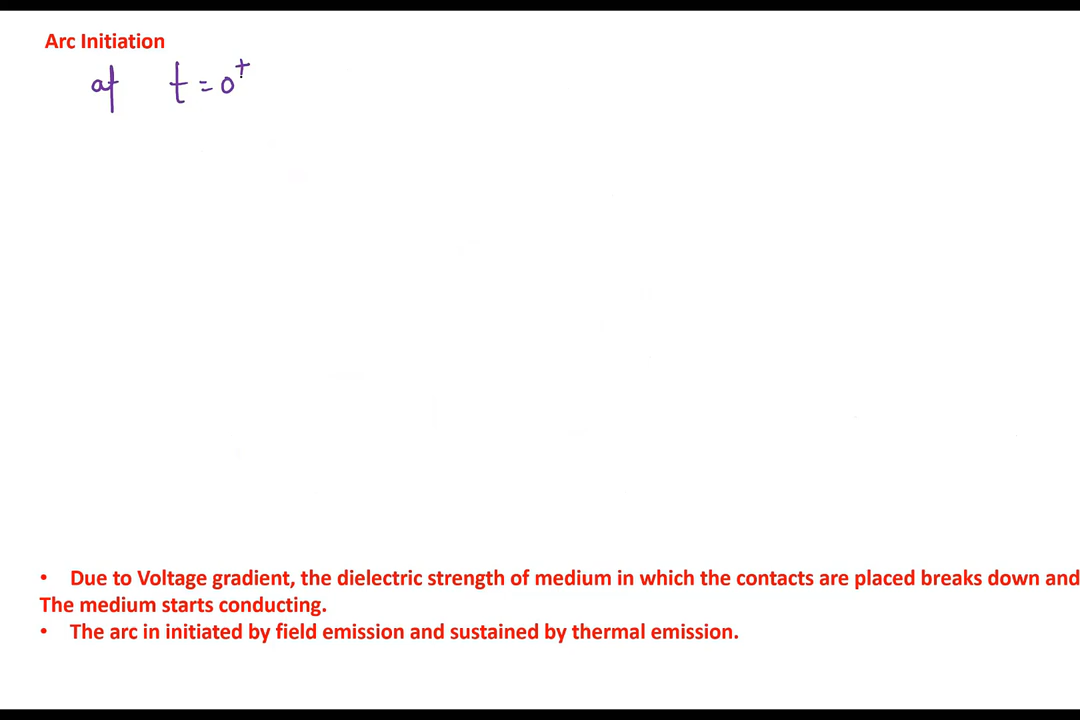 Arc Initiation
at t = 0⁺
• Due to Voltage gradient, the dielectric strength of medium in which the contacts are placed breaks down and
The medium starts conducting.
• The arc in initiated by field emission and sustained by thermal emission.